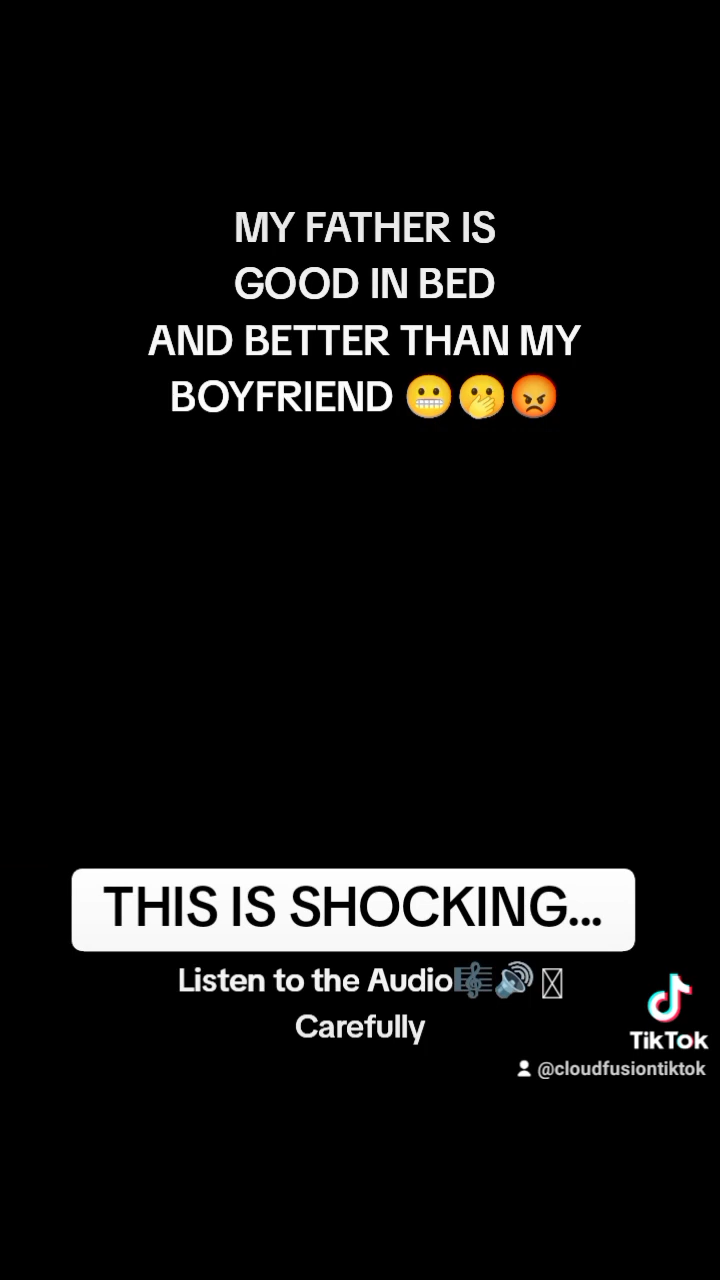 MY FATHER IS
GOOD IN BED
AND BETTER THAN MY
BOYFRIEND 😬🤭😡
THIS IS SHOCKING...
Listen to the Audio🎼🔊
Carefully
TikTok
@cloudfusiontiktok